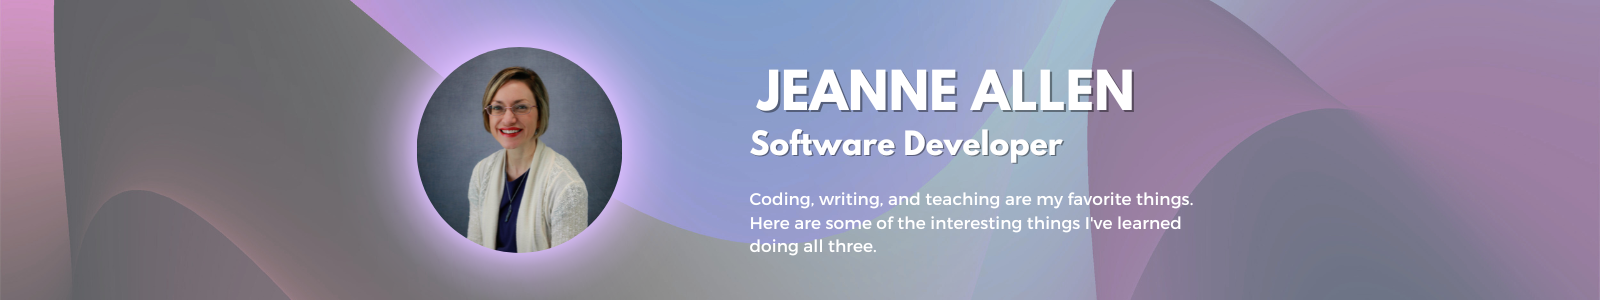 JEANNE ALLEN
Software Developer
Coding, writing, and teaching are my favorite things.
Here are some of the interesting things I've learned
doing all three.